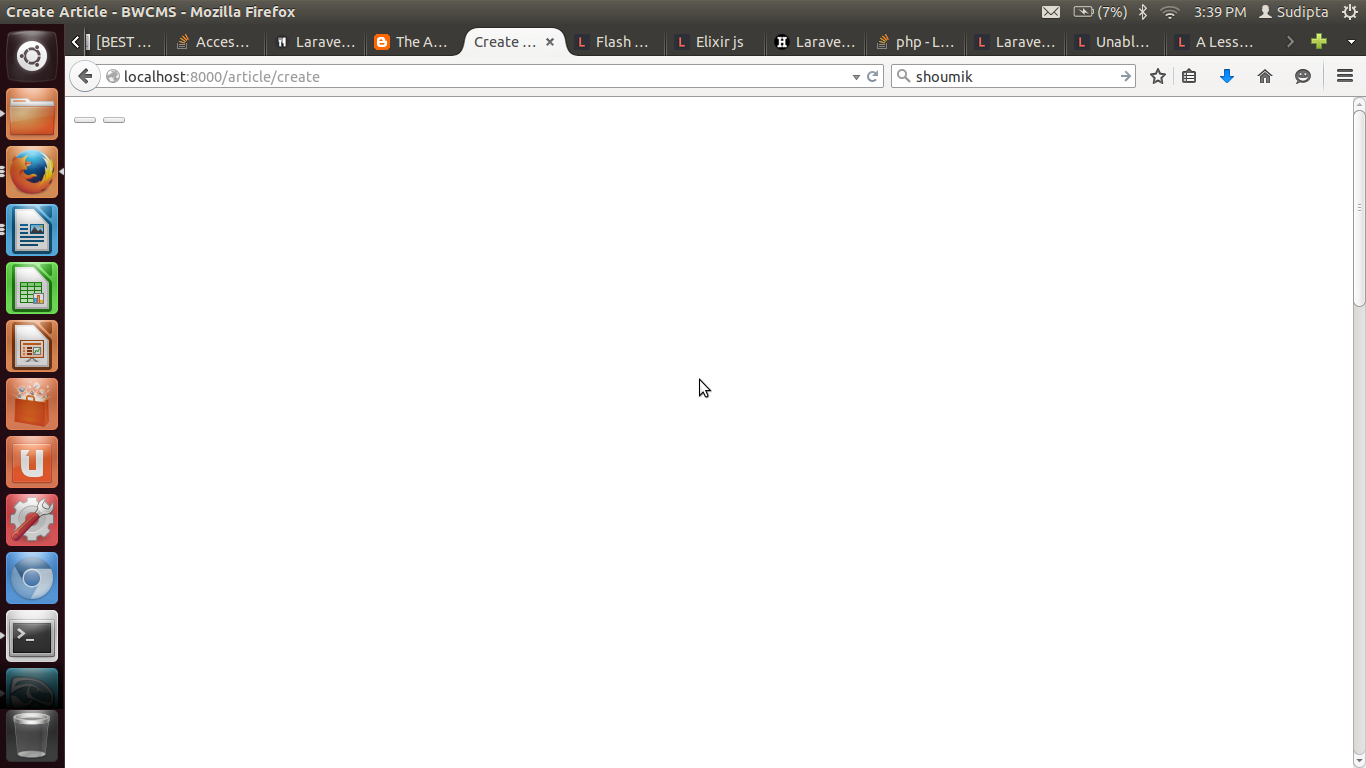 Create Article - BWCMS - Mozilla Firefox
(7%) 3:39 PM Sudipta
[BEST ... Acces... Larave... The A... Create ... Flash ... Elixir js Larave... php - L... Larave... Unabl... A Less...
localhost:8000/article/create shoumik